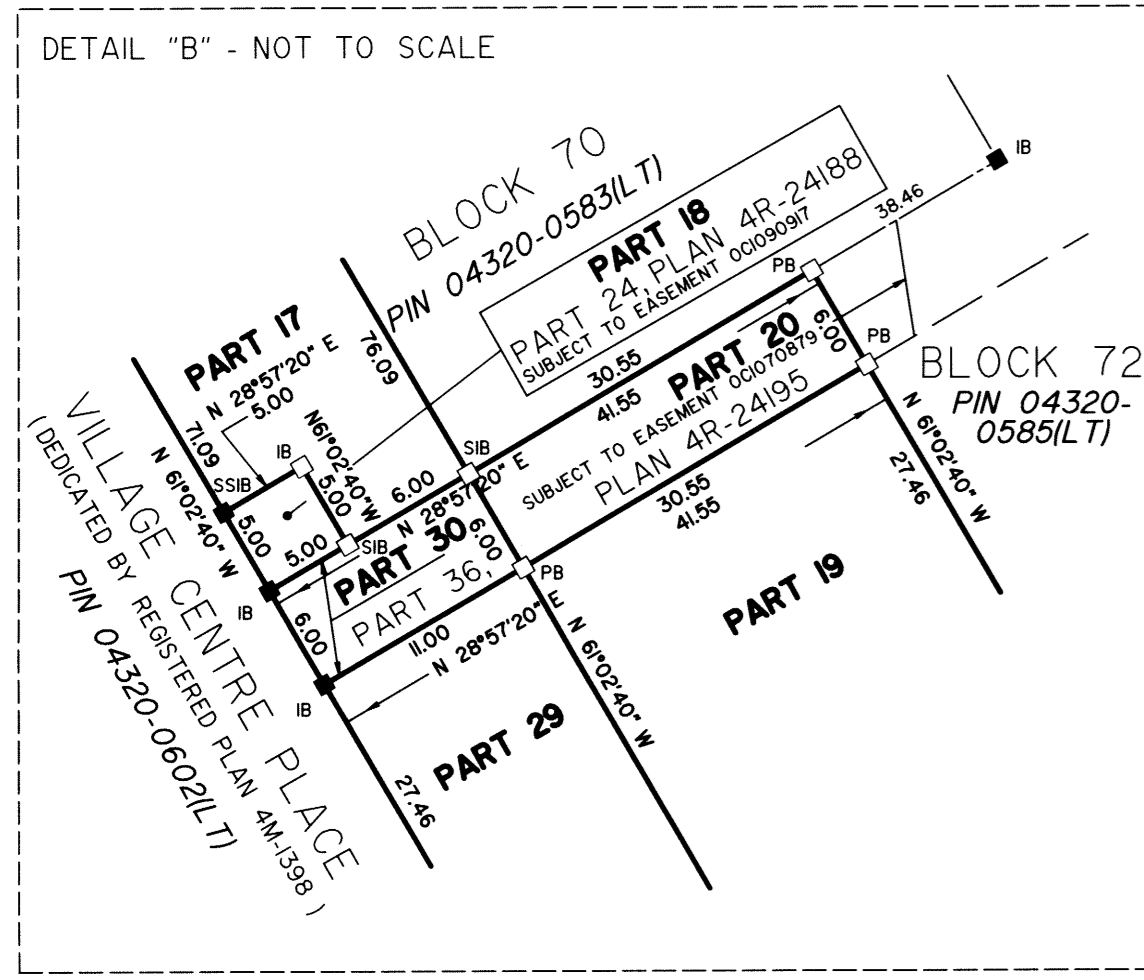 DETAIL "B" - NOT TO SCALE
BLOCK 70
PIN 04320-0583(LT)
PART 18
PART 24, PLAN 4R-24188
SUBJECT TO EASEMENT OC1090917
38.46
IB
PART 17
N 28°57'20" E
5.00
76.09
71.09
N 61°02'40" W
SSIB
IB
N61°02'40"W
5.00
6.00
SIB
N 28°57'20" E
30.55
41.55
PB
PART 20
6.00
PB
SUBJECT TO EASEMENT OC1070879
PLAN 4R-24195
30.55
41.55
BLOCK 72
PIN 04320-
0585(LT)
N 61°02'40" W
27.46
5.00
5.00
SIB
IB
PART 30
PART 36,
6.00
PB
6.00
11.00
N 28°57'20" E
IB
N 61°02'40" W
PART 19
PART 29
27.46
VILLAGE CENTRE PLACE
(DEDICATED BY REGISTERED PLAN 4M-1398)
PIN 04320-0602(LT)